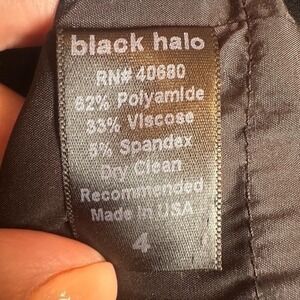 black halo
RN# 40680
62% Polyamide
33% Viscose
5% Spandex
Dry Clean
Recommended
Made in USA
4